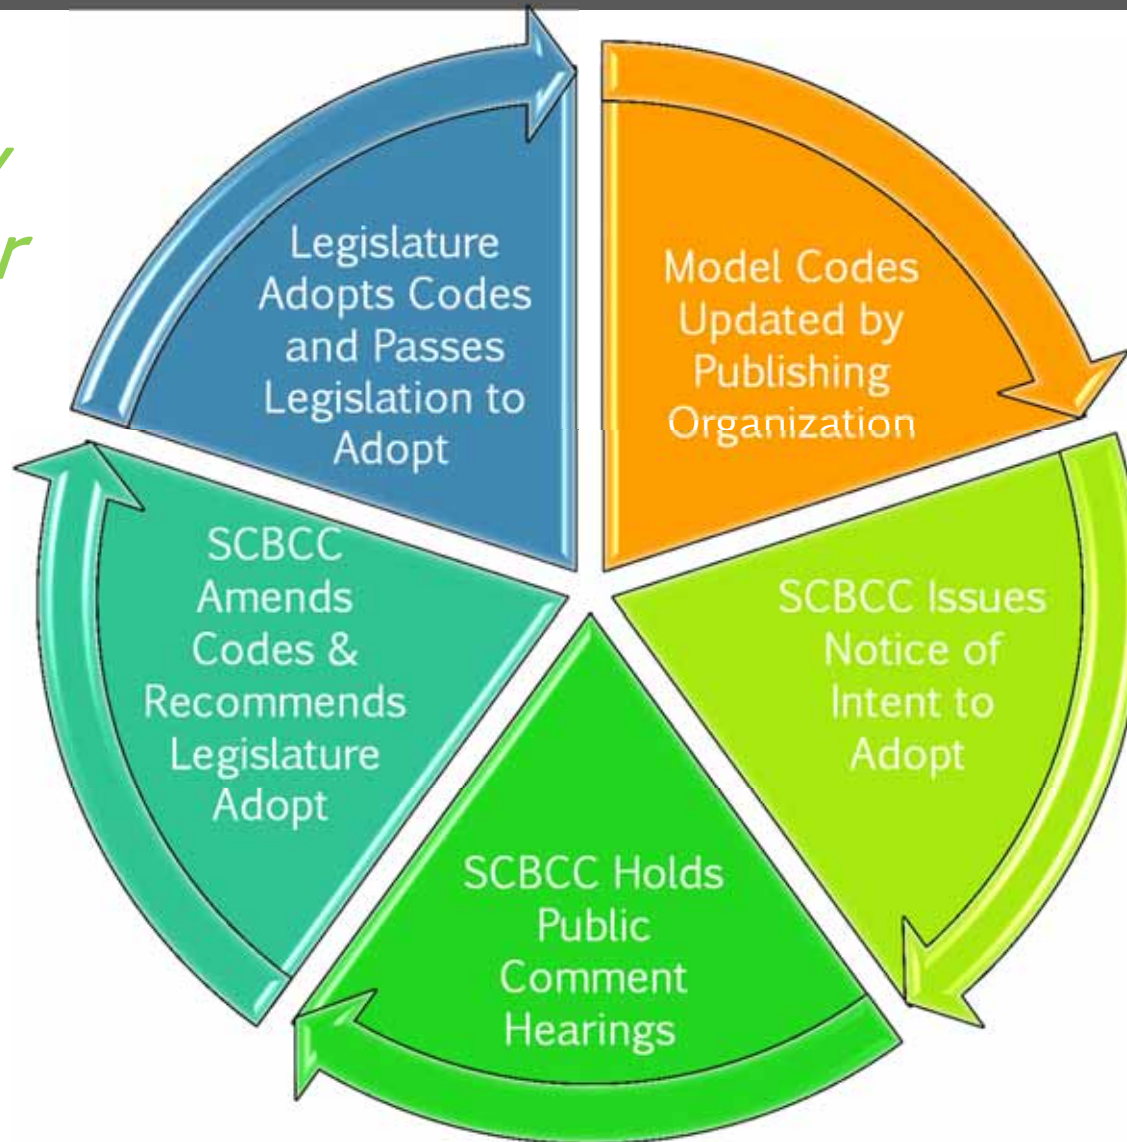 Legislature
Adopts Codes
and Passes
Legislation to
Adopt
Model Codes
Updated by
Publishing
Organization
SCBCC Issues
Notice of
Intent to
Adopt
SCBCC Holds
Public
Comment
Hearings
SCBCC
Amends
Codes &
Recommends
Legislature
Adopt